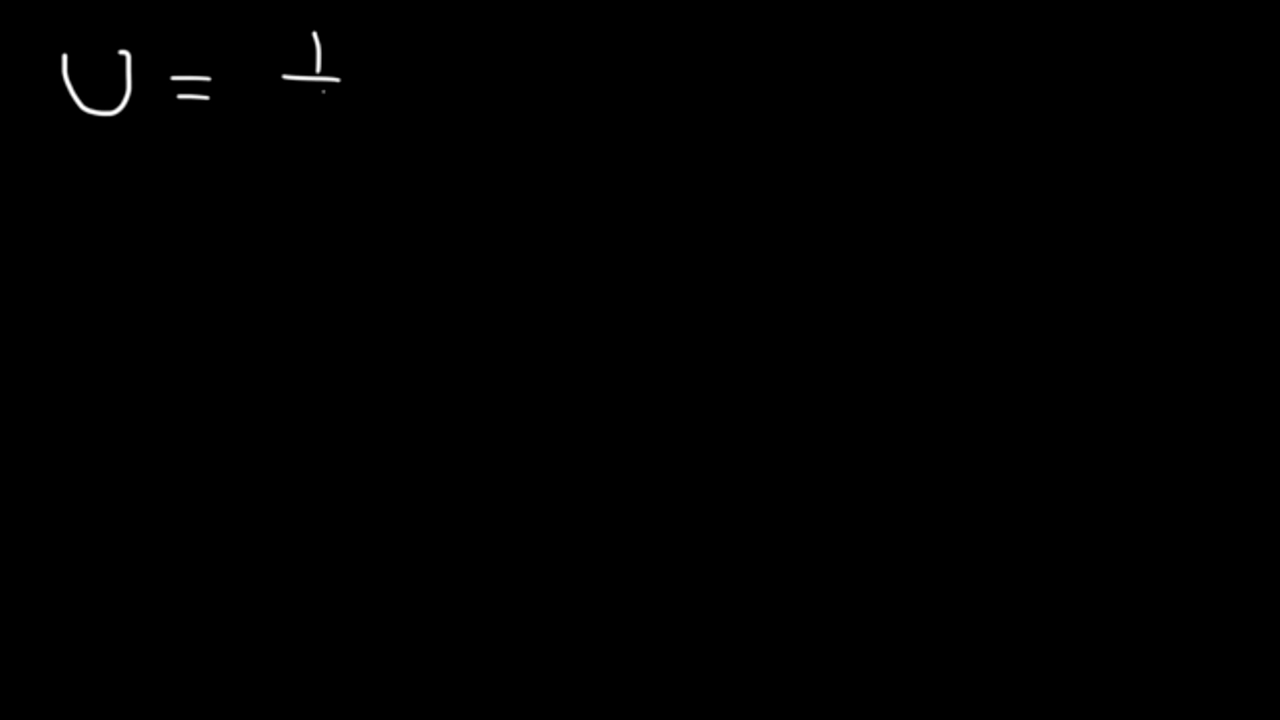 U = 1/